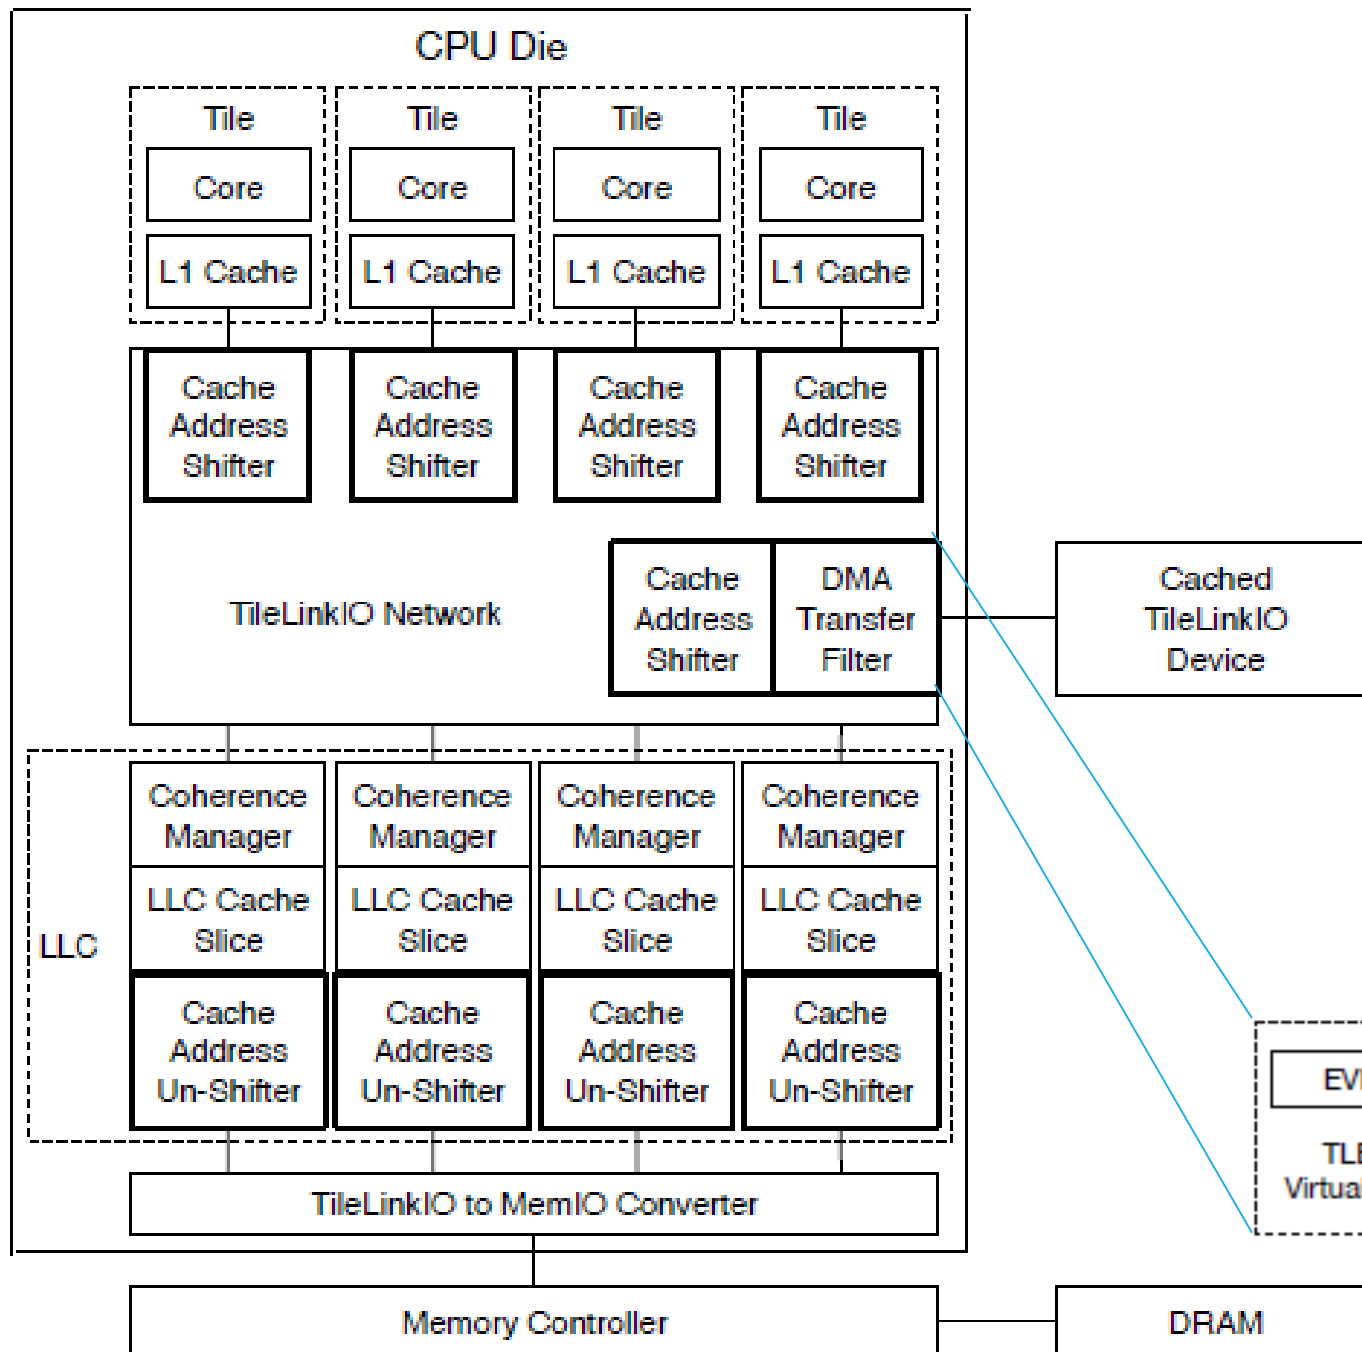 CPU Die
Tile
Tile
Tile
Tile
Core
Core
Core
Core
L1 Cache
L1 Cache
L1 Cache
L1 Cache
Cache
Address
Shifter
Cache
Address
Shifter
Cache
Address
Shifter
Cache
Address
Shifter
TileLinkIO Network
Cache
Address
Shifter
DMA
Transfer
Filter
Cached
TileLinkIO
Device
LLC
Coherence
Manager
Coherence
Manager
Coherence
Manager
Coherence
Manager
LLC Cache
Slice
LLC Cache
Slice
LLC Cache
Slice
LLC Cache
Slice
Cache
Address
Un-Shifter
Cache
Address
Un-Shifter
Cache
Address
Un-Shifter
Cache
Address
Un-Shifter
Virtual
TileLinkIO to MemIO Converter
Memory Controller
DRAM